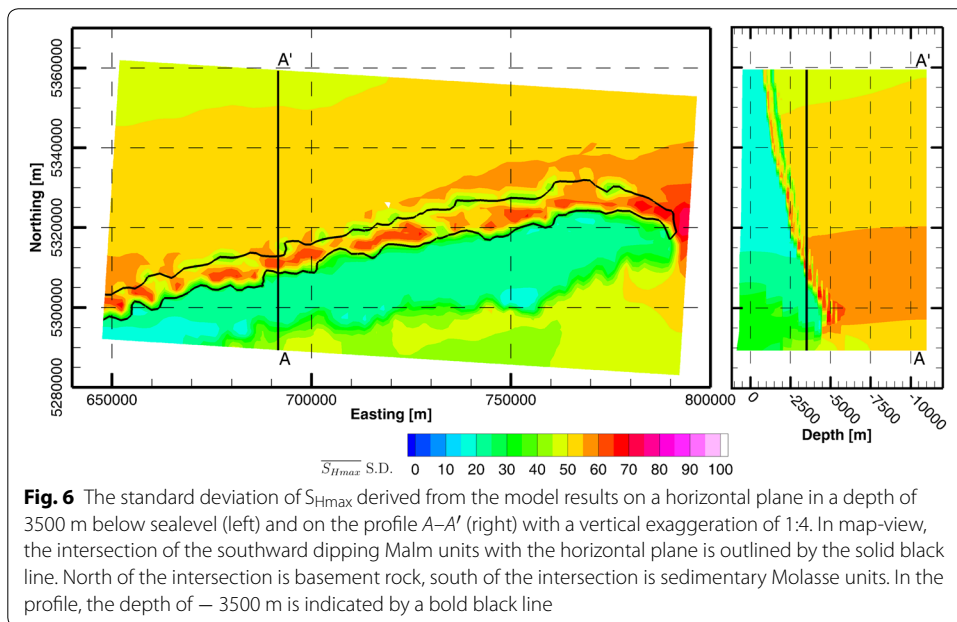 A'
A'
5360000
5340000
5320000
5300000
5280000
Northing [m]
A
A
650000 700000 750000 800000
Easting [m]
0 -2500 -5000 -7500 -10000
Depth [m]
S_Hmax S.D. 0 10 20 30 40 50 60 70 80 90 100
Fig. 6 The standard deviation of S_Hmax derived from the model results on a horizontal plane in a depth of
3500 m below sealevel (left) and on the profile A–A′ (right) with a vertical exaggeration of 1:4. In map-view,
the intersection of the southward dipping Malm units with the horizontal plane is outlined by the solid black
line. North of the intersection is basement rock, south of the intersection is sedimentary Molasse units. In the
profile, the depth of − 3500 m is indicated by a bold black line